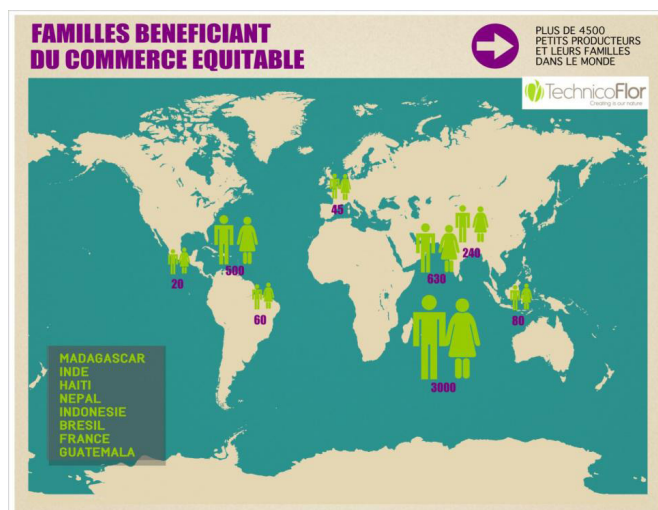 FAMILLES BENEFICIANT
DU COMMERCE EQUITABLE
PLUS DE 4500
PETITS PRODUCTEURS
ET LEURS FAMILLES
DANS LE MONDE
TechnicoFlor
Creating is our nature
45
240
500
630
20
60
80
3000
MADAGASCAR
INDE
HAITI
NEPAL
INDONESIE
BRESIL
FRANCE
GUATEMALA